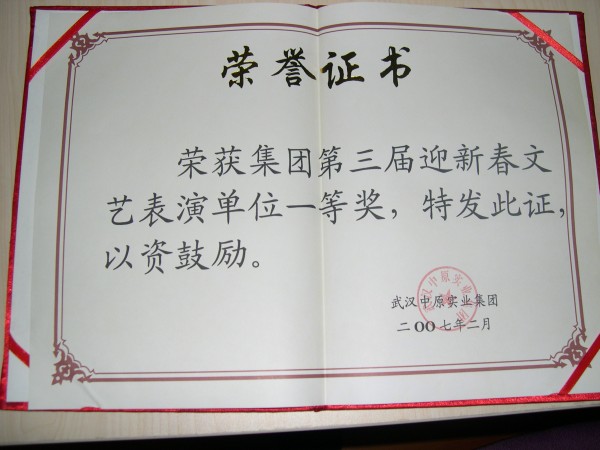 荣誉证书
荣获集团第三届迎新春文
艺表演单位一等奖，特发此证，
以资鼓励。
武汉中原实业集团
二OO七年二月